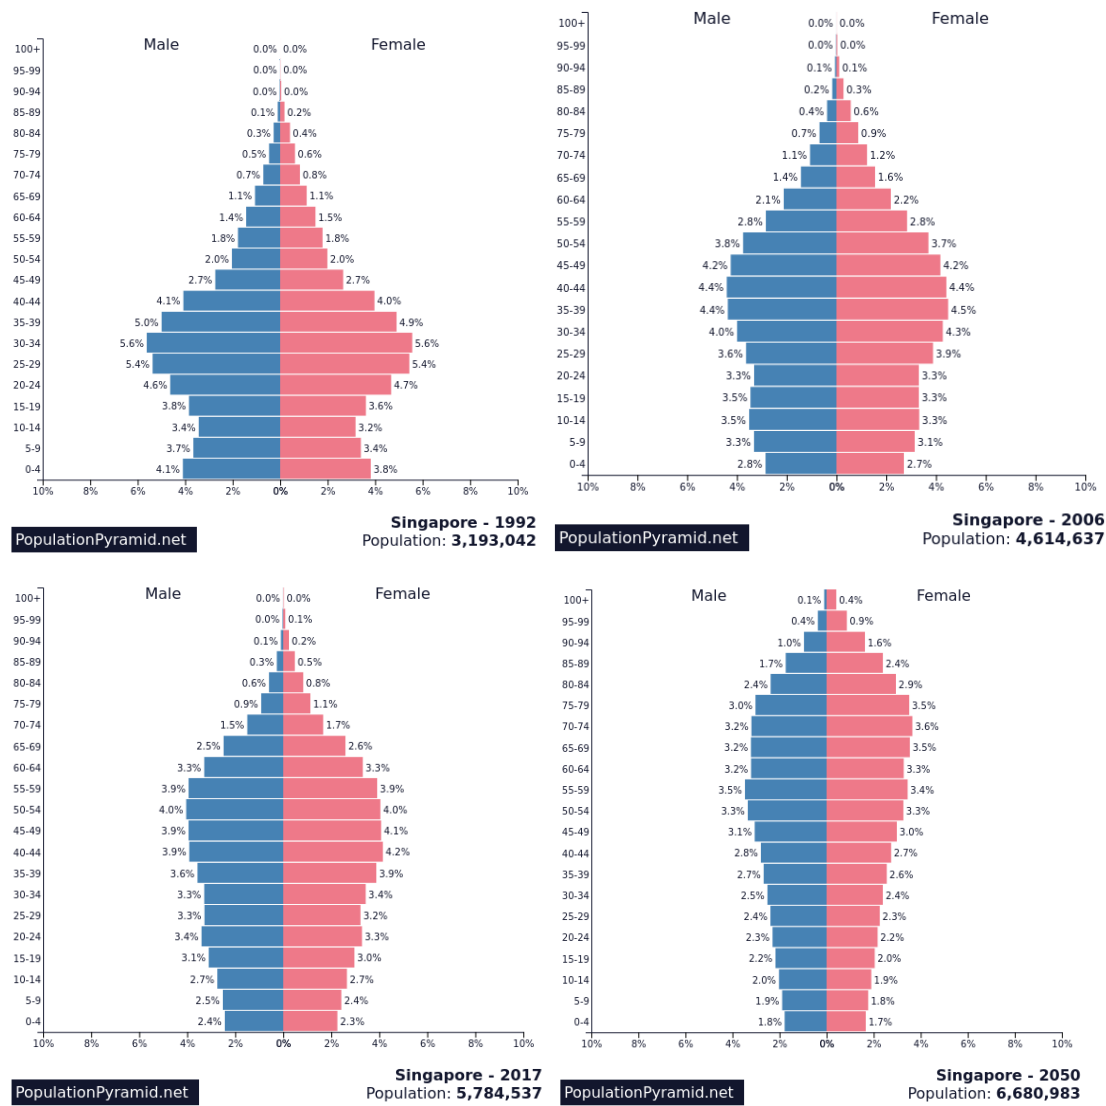 Male Female
100+ 0.0% 0.0%
95-99 0.0% 0.0%
90-94 0.0% 0.0%
85-89 0.1% 0.2%
80-84 0.3% 0.4%
75-79 0.5% 0.6%
70-74 0.7% 0.8%
65-69 1.1% 1.1%
60-64 1.4% 1.5%
55-59 1.8% 1.8%
50-54 2.0% 2.0%
45-49 2.7% 2.7%
40-44 4.1% 4.0%
35-39 5.0% 4.9%
30-34 5.6% 5.6%
25-29 5.4% 5.4%
20-24 4.6% 4.7%
15-19 3.8% 3.6%
10-14 3.4% 3.2%
5-9 3.7% 3.4%
0-4 4.1% 3.8%
10% 8% 6% 4% 2% 0% 2% 4% 6% 8% 10%
Singapore - 1992
PopulationPyramid.net Population: 3,193,042
Male Female
100+ 0.0% 0.0%
95-99 0.0% 0.0%
90-94 0.1% 0.1%
85-89 0.2% 0.3%
80-84 0.4% 0.6%
75-79 0.7% 0.9%
70-74 1.1% 1.2%
65-69 1.4% 1.6%
60-64 2.1% 2.2%
55-59 2.8% 2.8%
50-54 3.8% 3.7%
45-49 4.2% 4.2%
40-44 4.4% 4.4%
35-39 4.4% 4.5%
30-34 4.0% 4.3%
25-29 3.6% 3.9%
20-24 3.3% 3.3%
15-19 3.5% 3.3%
10-14 3.5% 3.3%
5-9 3.3% 3.1%
0-4 2.8% 2.7%
10% 8% 6% 4% 2% 0% 2% 4% 6% 8% 10%
Singapore - 2006
PopulationPyramid.net Population: 4,614,637
Male Female
100+ 0.0% 0.0%
95-99 0.0% 0.1%
90-94 0.1% 0.2%
85-89 0.3% 0.5%
80-84 0.6% 0.8%
75-79 0.9% 1.1%
70-74 1.5% 1.7%
65-69 2.5% 2.6%
60-64 3.3% 3.3%
55-59 3.9% 3.9%
50-54 4.0% 4.0%
45-49 3.9% 4.1%
40-44 3.9% 4.2%
35-39 3.6% 3.9%
30-34 3.3% 3.4%
25-29 3.3% 3.2%
20-24 3.4% 3.3%
15-19 3.1% 3.0%
10-14 2.7% 2.7%
5-9 2.5% 2.4%
0-4 2.4% 2.3%
10% 8% 6% 4% 2% 0% 2% 4% 6% 8% 10%
Singapore - 2017
PopulationPyramid.net Population: 5,784,537
Male Female
100+ 0.1% 0.4%
95-99 0.4% 0.9%
90-94 1.0% 1.6%
85-89 1.7% 2.4%
80-84 2.4% 2.9%
75-79 3.0% 3.5%
70-74 3.2% 3.6%
65-69 3.2% 3.5%
60-64 3.2% 3.3%
55-59 3.5% 3.4%
50-54 3.3% 3.3%
45-49 3.1% 3.0%
40-44 2.8% 2.7%
35-39 2.7% 2.6%
30-34 2.5% 2.4%
25-29 2.4% 2.3%
20-24 2.3% 2.2%
15-19 2.2% 2.0%
10-14 2.0% 1.9%
5-9 1.9% 1.8%
0-4 1.8% 1.7%
10% 8% 6% 4% 2% 0% 2% 4% 6% 8% 10%
Singapore - 2050
PopulationPyramid.net Population: 6,680,983